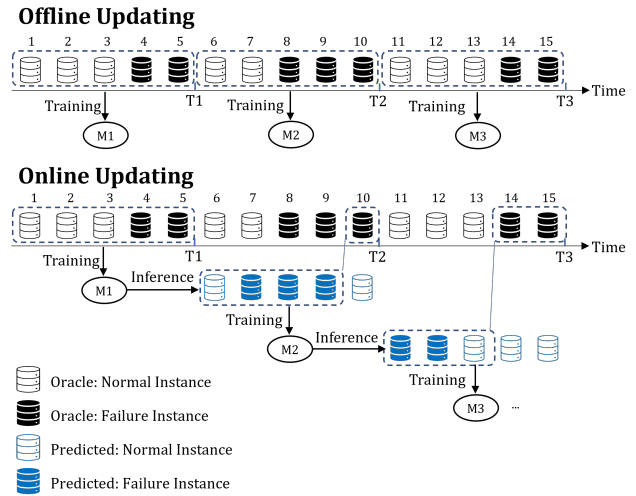 Offline Updating
1 2 3 4 5 6 7 8 9 10 11 12 13 14 15
Time
T1 T2 T3
Training Training Training
M1 M2 M3
Online Updating
1 2 3 4 5 6 7 8 9 10 11 12 13 14 15
Time
T1 T2 T3
Training
Inference
M1
Training
Inference
M2
Training
M3 ...
Oracle: Normal Instance
Oracle: Failure Instance
Predicted: Normal Instance
Predicted: Failure Instance